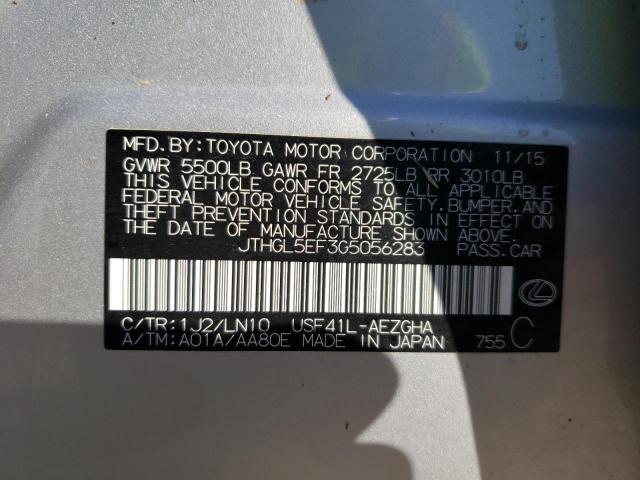 MFD.BY:TOYOTA MOTOR CORPORATION 11/15
GVWR 5500LB GAWR FR 2725LB RR 3010LB
THIS VEHICLE CONFORMS TO ALL APPLICABLE
FEDERAL MOTOR VEHICLE SAFETY,BUMPER,AND
THEFT PREVENTION STANDARDS IN EFFECT ON
THE DATE OF MANUFACTURE SHOWN ABOVE.
JTHGL5EF3G5056283 PASS.CAR
C/TR:1J2/LN10 USF41L-AEZGHA
A/TM:A01A/AA80E MADE IN JAPAN 755 C